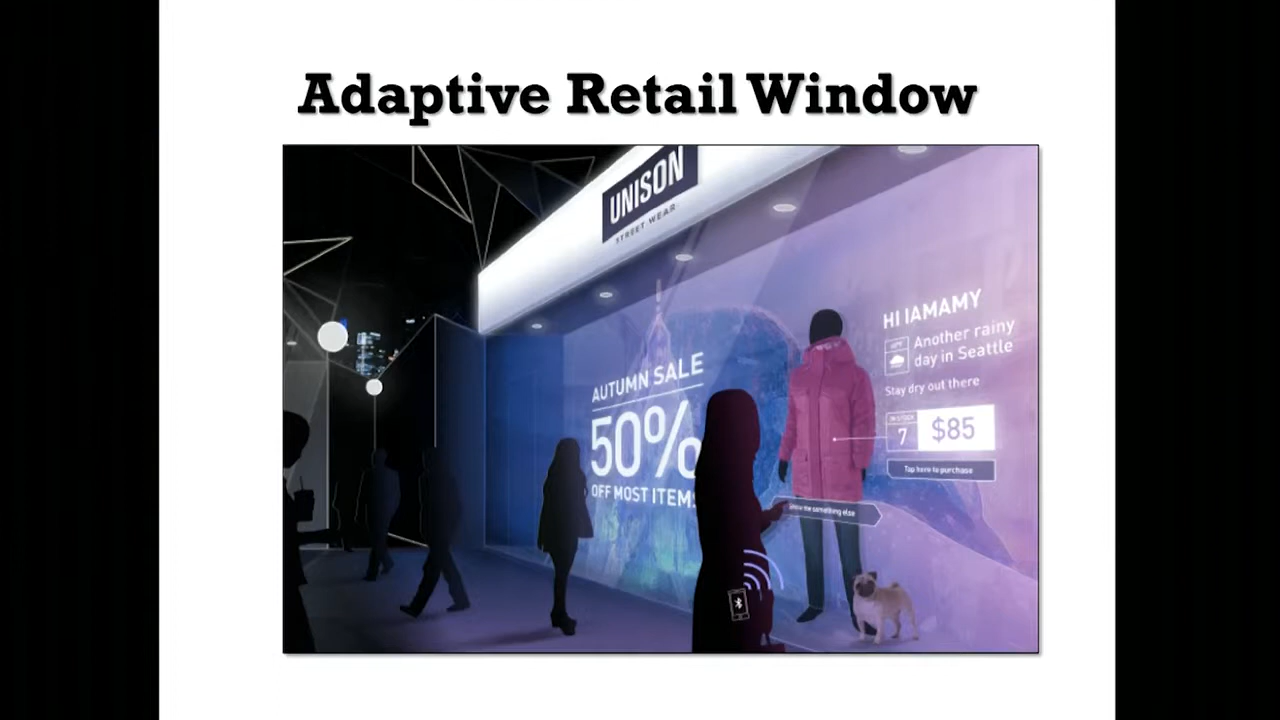 Adaptive Retail Window
UNISON
STREET·WEAR
AUTUMN SALE
50%
OFF MOST ITEMS
HI IAMAMY
Another rainy
day in Seattle
Stay dry out there
IN STOCK
7
$85
Tap here to purchase
Show me something else